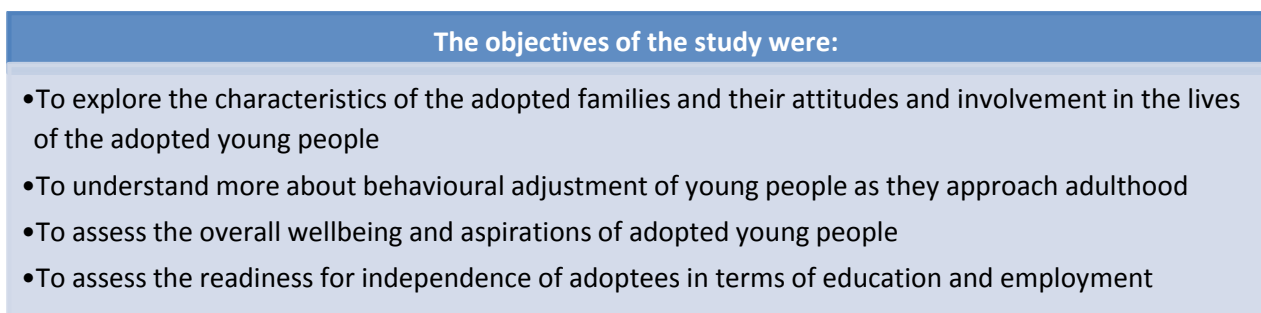 The objectives of the study were:
•To explore the characteristics of the adopted families and their attitudes and involvement in the lives
of the adopted young people
•To understand more about behavioural adjustment of young people as they approach adulthood
•To assess the overall wellbeing and aspirations of adopted young people
•To assess the readiness for independence of adoptees in terms of education and employment